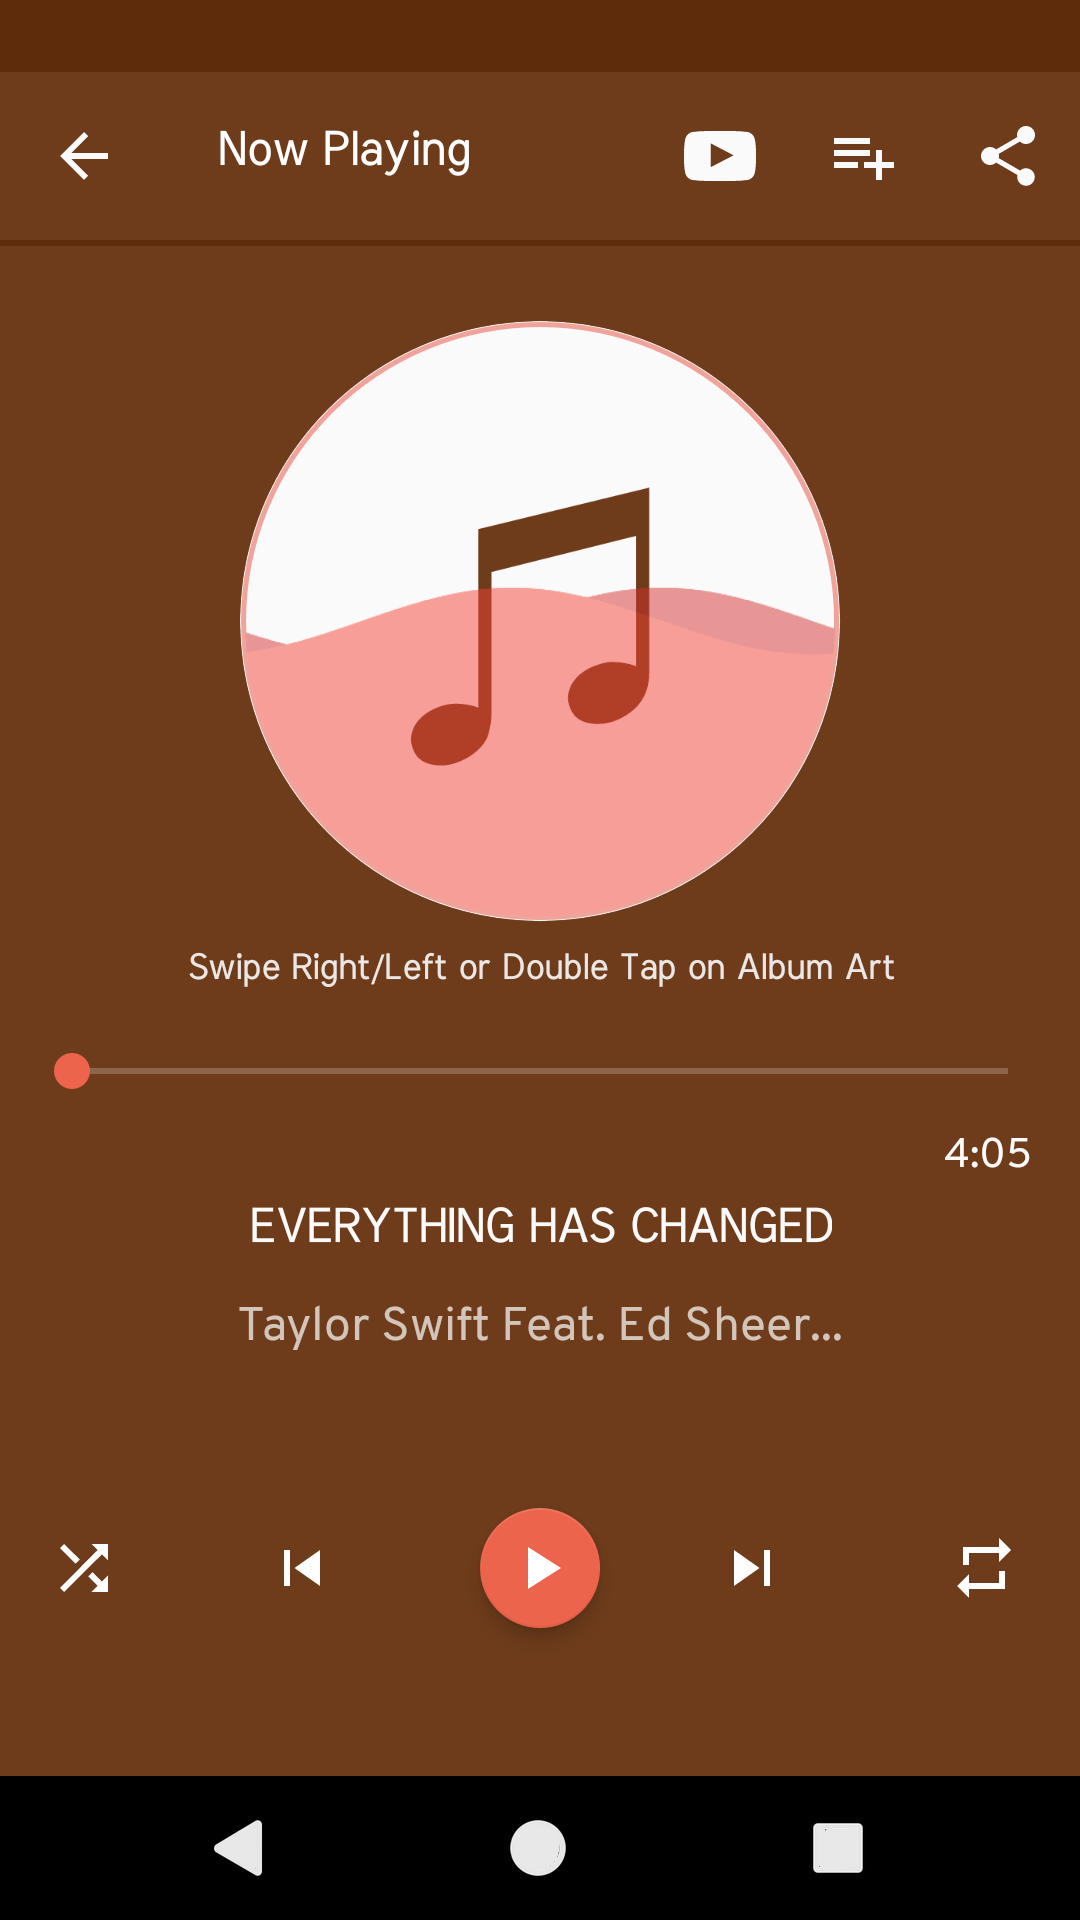 Now Playing
Swipe Right/Left or Double Tap on Album Art
4:05
EVERYTHING HAS CHANGED
Taylor Swift Feat. Ed Sheer...